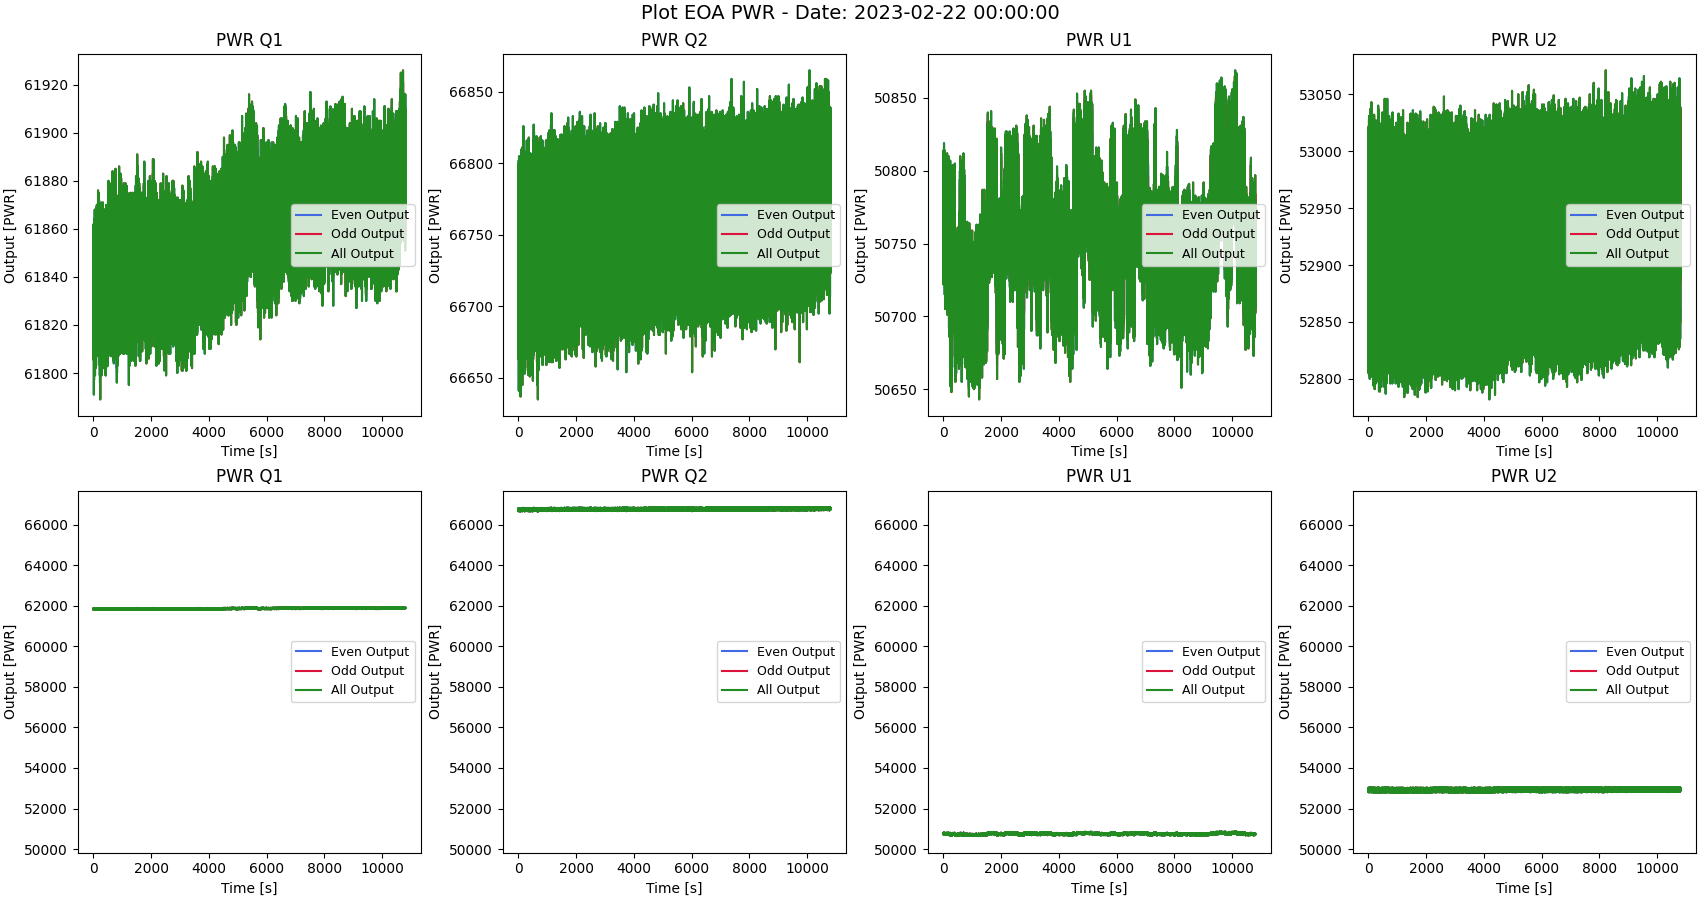 Plot EOA PWR - Date: 2023-02-22 00:00:00
PWR Q1
Output [PWR]
61920
61900
61880
61860
61840
61820
61800
Even Output
Odd Output
All Output
0 2000 4000 6000 8000 10000
Time [s]
PWR Q2
Output [PWR]
66850
66800
66750
66700
66650
Even Output
Odd Output
All Output
0 2000 4000 6000 8000 10000
Time [s]
PWR U1
Output [PWR]
50850
50800
50750
50700
50650
Even Output
Odd Output
All Output
0 2000 4000 6000 8000 10000
Time [s]
PWR U2
Output [PWR]
53050
53000
52950
52900
52850
52800
Even Output
Odd Output
All Output
0 2000 4000 6000 8000 10000
Time [s]
PWR Q1
Output [PWR]
66000
64000
62000
60000
58000
56000
54000
52000
50000
Even Output
Odd Output
All Output
0 2000 4000 6000 8000 10000
Time [s]
PWR Q2
Output [PWR]
66000
64000
62000
60000
58000
56000
54000
52000
50000
Even Output
Odd Output
All Output
0 2000 4000 6000 8000 10000
Time [s]
PWR U1
Output [PWR]
66000
64000
62000
60000
58000
56000
54000
52000
50000
Even Output
Odd Output
All Output
0 2000 4000 6000 8000 10000
Time [s]
PWR U2
Output [PWR]
66000
64000
62000
60000
58000
56000
54000
52000
50000
Even Output
Odd Output
All Output
0 2000 4000 6000 8000 10000
Time [s]